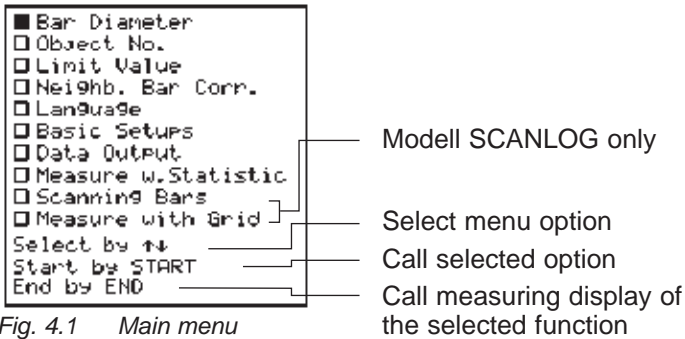 Bar Diameter
Object No.
Limit Value
Neighb. Bar Corr.
Language
Basic Setups
Data Output
Measure w.Statistic
Scanning Bars
Measure with Grid
Select by ↑↓
Start by START
End by END
Modell SCANLOG only
Select menu option
Call selected option
Call measuring display of
the selected function
Fig. 4.1 Main menu